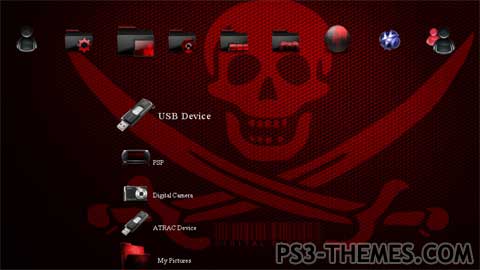 USB Device
PSP
Digital Camera
ATRAC Device
My Pictures
PS3-THEMES.COM